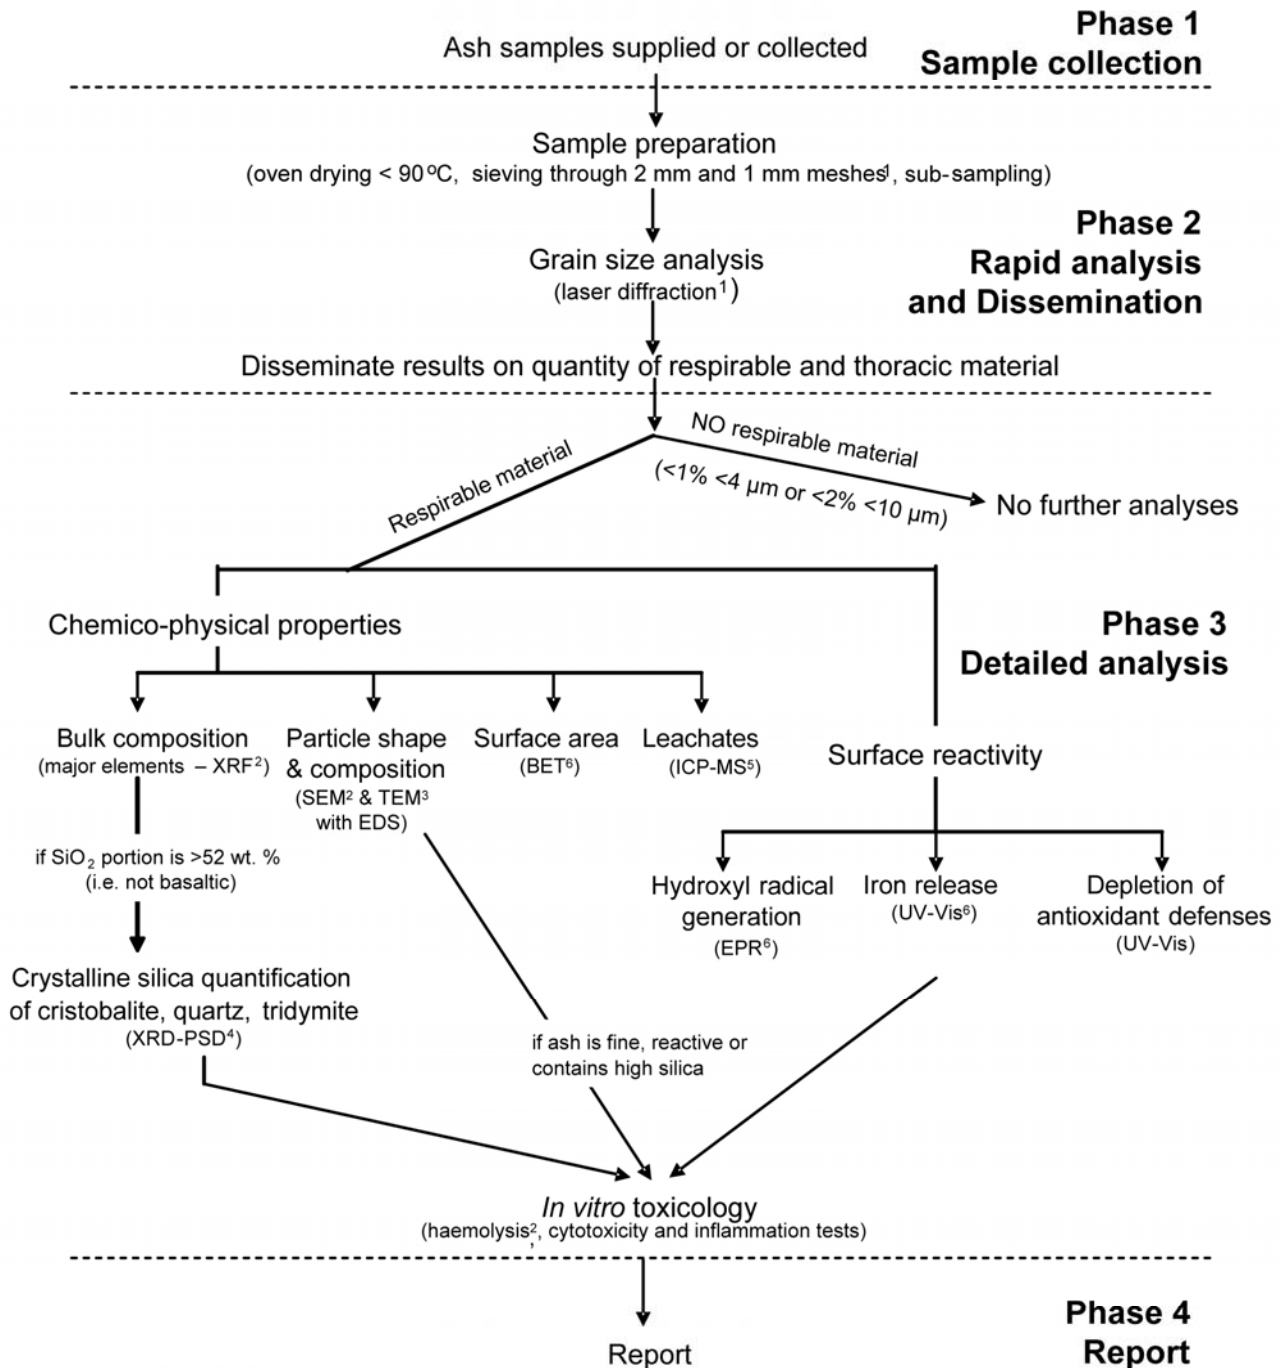 Phase 1
Sample collection
Ash samples supplied or collected
Sample preparation
(oven drying < 90 ºC, sieving through 2 mm and 1 mm meshes¹, sub-sampling)
Phase 2
Rapid analysis
and Dissemination
Grain size analysis
(laser diffraction¹)
Disseminate results on quantity of respirable and thoracic material
Respirable material
NO respirable material
(<1% <4 µm or <2% <10 µm)
No further analyses
Phase 3
Detailed analysis
Chemico-physical properties
Bulk composition
(major elements – XRF²)
Particle shape
& composition
(SEM² & TEM³
with EDS)
Surface area
(BET⁶)
Leachates
(ICP-MS⁵)
Surface reactivity
if SiO₂ portion is >52 wt. %
(i.e. not basaltic)
Hydroxyl radical
generation
(EPR⁶)
Iron release
(UV-Vis⁶)
Depletion of
antioxidant defenses
(UV-Vis)
Crystalline silica quantification
of cristobalite, quartz, tridymite
(XRD-PSD⁴)
if ash is fine, reactive or
contains high silica
In vitro toxicology
(haemolysis², cytotoxicity and inflammation tests)
Phase 4
Report
Report